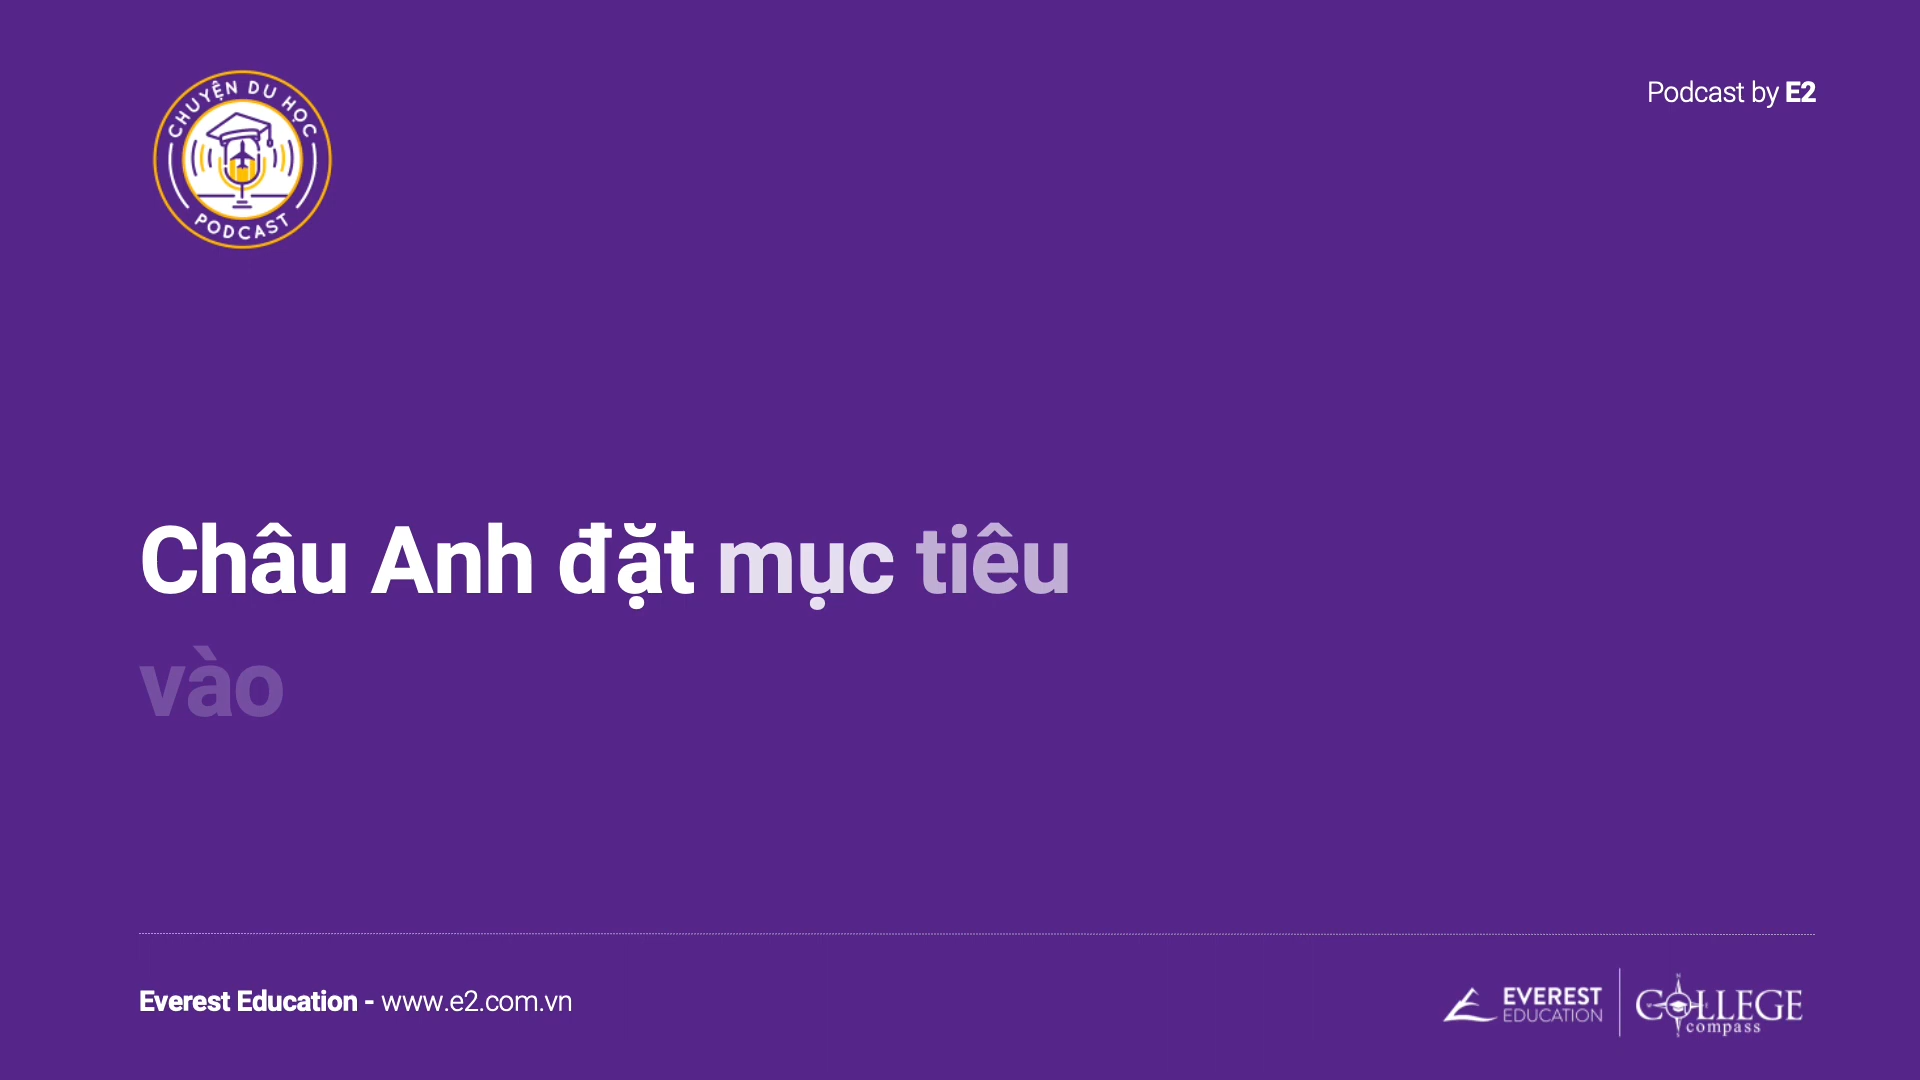 CHUYỆN DU HỌC
PODCAST
Podcast by E2
Châu Anh đặt mục tiêu
vào
Everest Education - www.e2.com.vn
EVEREST
EDUCATION
COLLEGE
compass